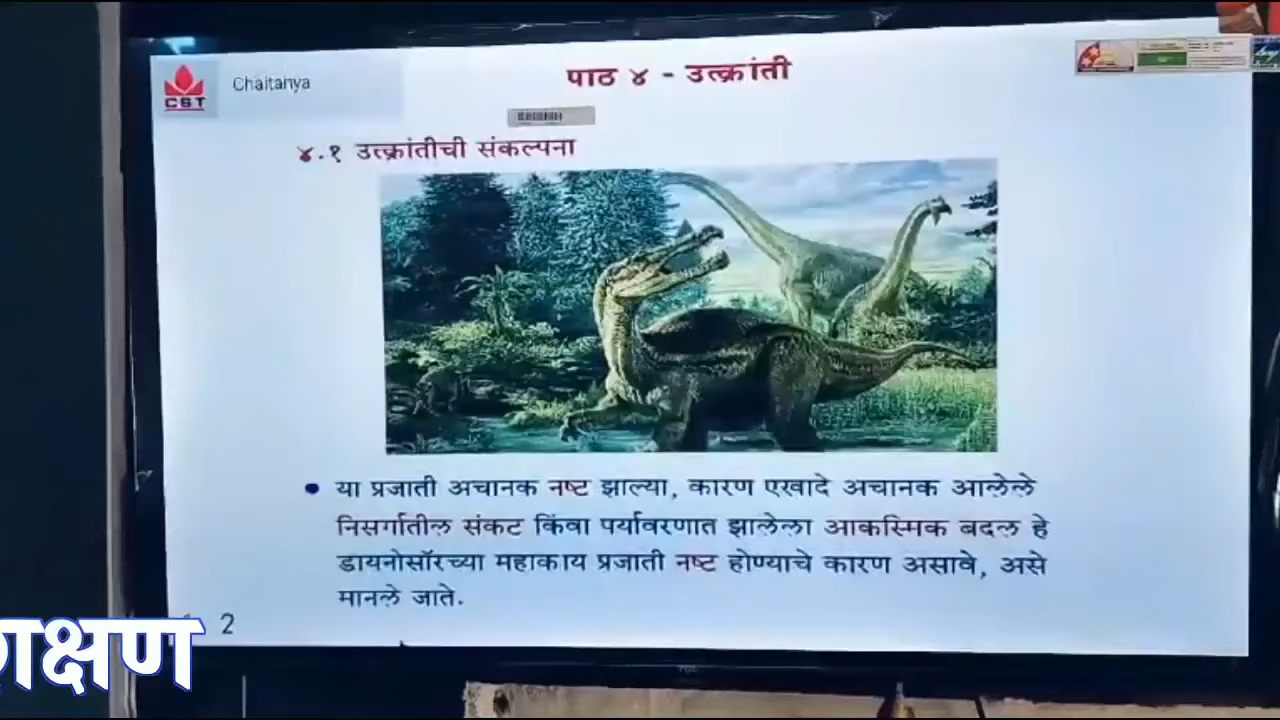 CST
Chaitanya
पाठ ४ - उत्क्रांती
४.१ उत्क्रांतीची संकल्पना
• या प्रजाती अचानक नष्ट झाल्या, कारण एखादे अचानक आलेले
निसर्गातील संकट किंवा पर्यावरणात झालेला आकस्मिक बदल हे
डायनोसॉरच्या महाकाय प्रजाती नष्ट होण्याचे कारण असावे, असे
मानले जाते.
2